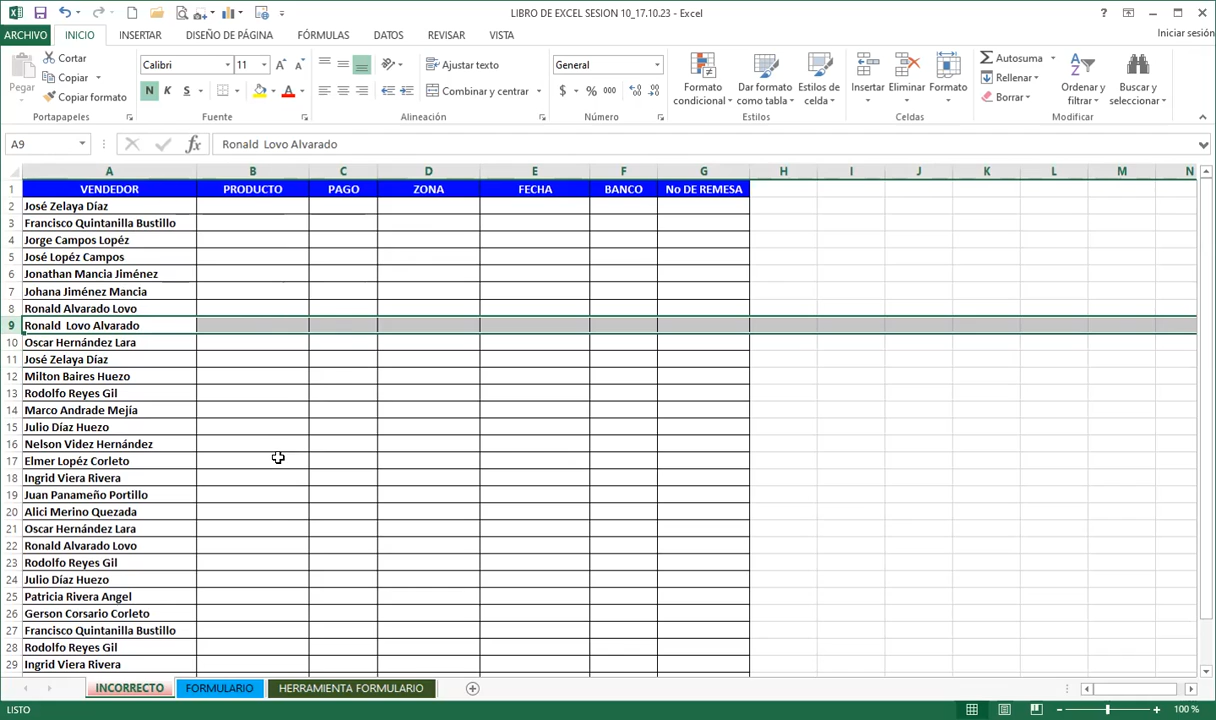 LIBRO DE EXCEL SESION 10_17.10.23 - Excel
Iniciar sesión
ARCHIVO INICIO INSERTAR DISEÑO DE PÁGINA FÓRMULAS DATOS REVISAR VISTA
Pegar
Cortar
Copiar
Copiar formato
Portapapeles
Calibri 11
N K S
Fuente
Ajustar texto
Combinar y centrar
Alineación
General
$ % 000
Número
Formato condicional
Dar formato como tabla
Estilos de celda
Estilos
Insertar
Eliminar
Formato
Celdas
Autosuma
Rellenar
Borrar
Ordenar y filtrar
Buscar y seleccionar
Modificar
A9 fx Ronald  Lovo Alvarado
A B C D E F G H I J K L M N
1 VENDEDOR PRODUCTO PAGO ZONA FECHA BANCO No DE REMESA
2 José Zelaya Díaz
3 Francisco Quintanilla Bustillo
4 Jorge Campos Lopéz
5 José Lopéz Campos
6 Jonathan Mancia Jiménez
7 Johana Jiménez Mancia
8 Ronald Alvarado Lovo
9 Ronald  Lovo Alvarado
10 Oscar Hernández Lara
11 José Zelaya Díaz
12 Milton Baires Huezo
13 Rodolfo Reyes Gil
14 Marco Andrade Mejía
15 Julio Díaz Huezo
16 Nelson Videz Hernández
17 Elmer Lopéz Corleto
18 Ingrid Viera Rivera
19 Juan Panameño Portillo
20 Alici Merino Quezada
21 Oscar Hernández Lara
22 Ronald Alvarado Lovo
23 Rodolfo Reyes Gil
24 Julio Díaz Huezo
25 Patricia Rivera Angel
26 Gerson Corsario Corleto
27 Francisco Quintanilla Bustillo
28 Rodolfo Reyes Gil
29 Ingrid Viera Rivera
INCORRECTO FORMULARIO HERRAMIENTA FORMULARIO
LISTO 100 %